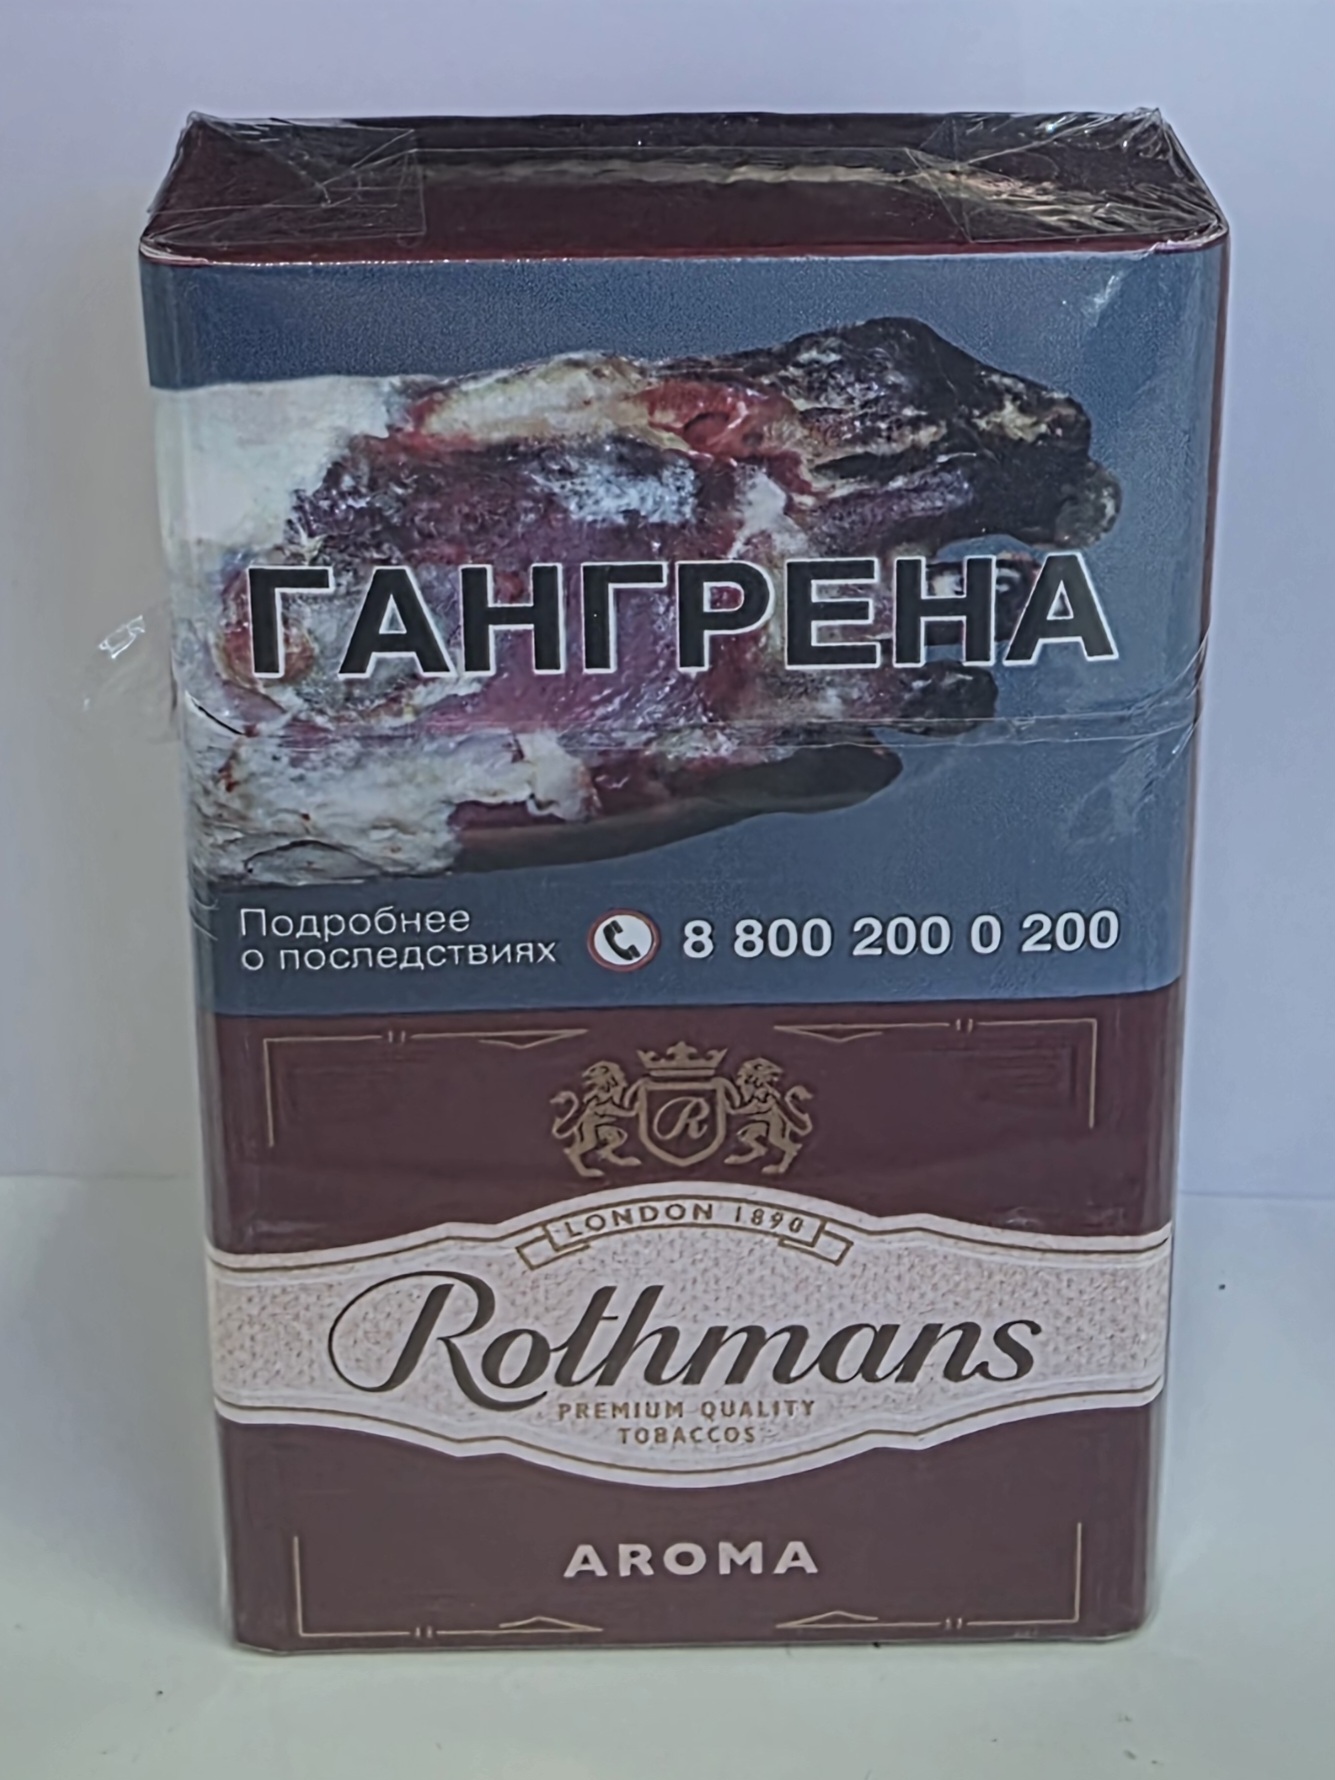 ГАНГРЕНА
Подробнее
о последствиях
8 800 200 0 200
R
LONDON 1890
Rothmans
PREMIUM QUALITY
TOBACCOS
AROMA